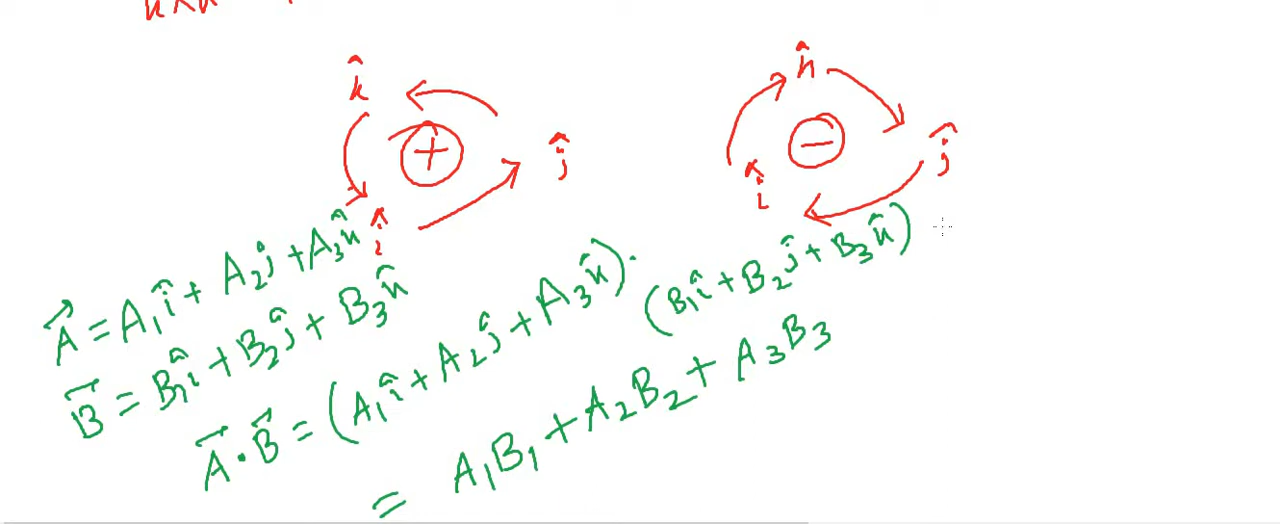 k̂ + ĵ î
k̂ − ĵ î
A⃗ = A₁î + A₂ĵ + A₃k̂
B⃗ = B₁î + B₂ĵ + B₃k̂
A⃗ · B⃗ = (A₁î + A₂ĵ + A₃k̂) · (B₁î + B₂ĵ + B₃k̂)
= A₁B₁ + A₂B₂ + A₃B₃